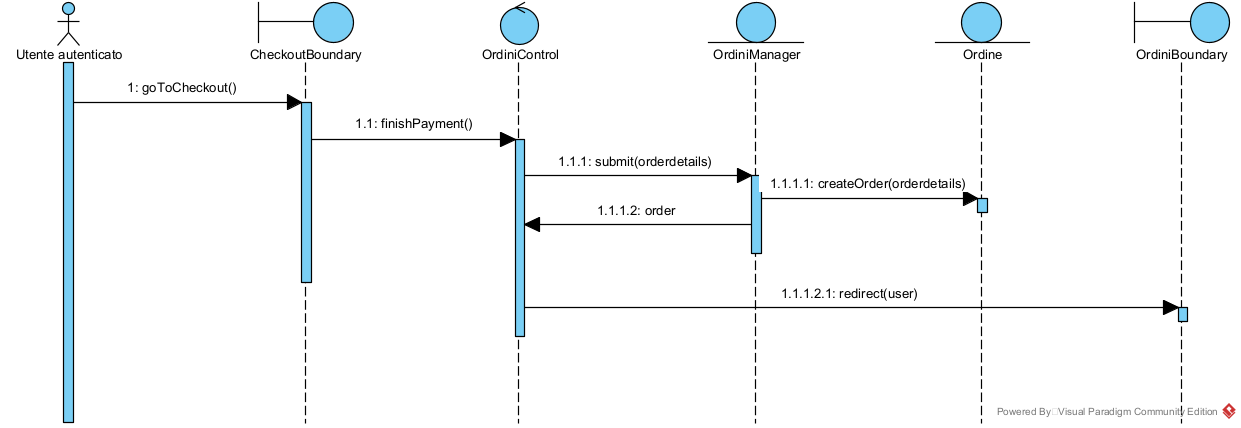 Utente autenticato
CheckoutBoundary
OrdiniControl
OrdiniManager
Ordine
OrdiniBoundary
1: goToCheckout()
1.1: finishPayment()
1.1.1: submit(orderdetails)
1.1.1.1: createOrder(orderdetails)
1.1.1.2: order
1.1.1.2.1: redirect(user)
Powered By Visual Paradigm Community Edition